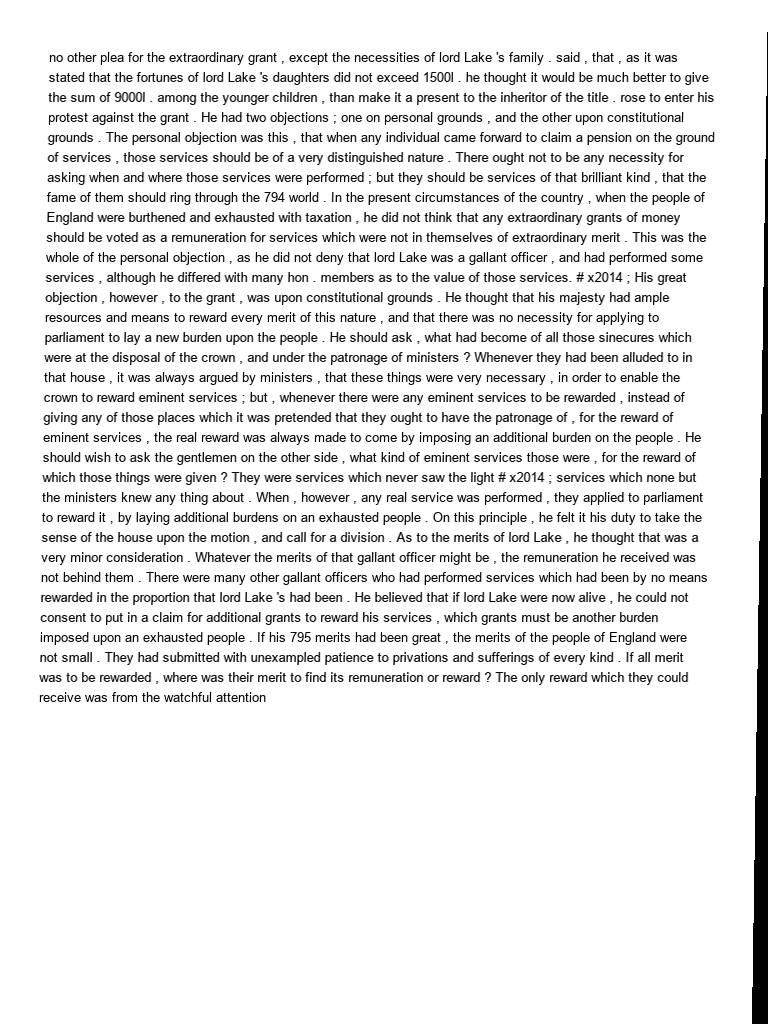 no other plea for the extraordinary grant , except the necessities of lord Lake 's family . said , that , as it was
stated that the fortunes of lord Lake 's daughters did not exceed 1500l . he thought it would be much better to give
the sum of 9000l . among the younger children , than make it a present to the inheritor of the title . rose to enter his
protest against the grant . He had two objections ; one on personal grounds , and the other upon constitutional
grounds . The personal objection was this , that when any individual came forward to claim a pension on the ground
of services , those services should be of a very distinguished nature . There ought not to be any necessity for
asking when and where those services were performed ; but they should be services of that brilliant kind , that the
fame of them should ring through the 794 world . In the present circumstances of the country , when the people of
England were burthened and exhausted with taxation , he did not think that any extraordinary grants of money
should be voted as a remuneration for services which were not in themselves of extraordinary merit . This was the
whole of the personal objection , as he did not deny that lord Lake was a gallant officer , and had performed some
services , although he differed with many hon . members as to the value of those services. # x2014 ; His great
objection , however , to the grant , was upon constitutional grounds . He thought that his majesty had ample
resources and means to reward every merit of this nature , and that there was no necessity for applying to
parliament to lay a new burden upon the people . He should ask , what had become of all those sinecures which
were at the disposal of the crown , and under the patronage of ministers ? Whenever they had been alluded to in
that house , it was always argued by ministers , that these things were very necessary , in order to enable the
crown to reward eminent services ; but , whenever there were any eminent services to be rewarded , instead of
giving any of those places which it was pretended that they ought to have the patronage of , for the reward of
eminent services , the real reward was always made to come by imposing an additional burden on the people . He
should wish to ask the gentlemen on the other side , what kind of eminent services those were , for the reward of
which those things were given ? They were services which never saw the light # x2014 ; services which none but
the ministers knew any thing about . When , however , any real service was performed , they applied to parliament
to reward it , by laying additional burdens on an exhausted people . On this principle , he felt it his duty to take the
sense of the house upon the motion , and call for a division . As to the merits of lord Lake , he thought that was a
very minor consideration . Whatever the merits of that gallant officer might be , the remuneration he received was
not behind them . There were many other gallant officers who had performed services which had been by no means
rewarded in the proportion that lord Lake 's had been . He believed that if lord Lake were now alive , he could not
consent to put in a claim for additional grants to reward his services , which grants must be another burden
imposed upon an exhausted people . If his 795 merits had been great , the merits of the people of England were
not small . They had submitted with unexampled patience to privations and sufferings of every kind . If all merit
was to be rewarded , where was their merit to find its remuneration or reward ? The only reward which they could
receive was from the watchful attention